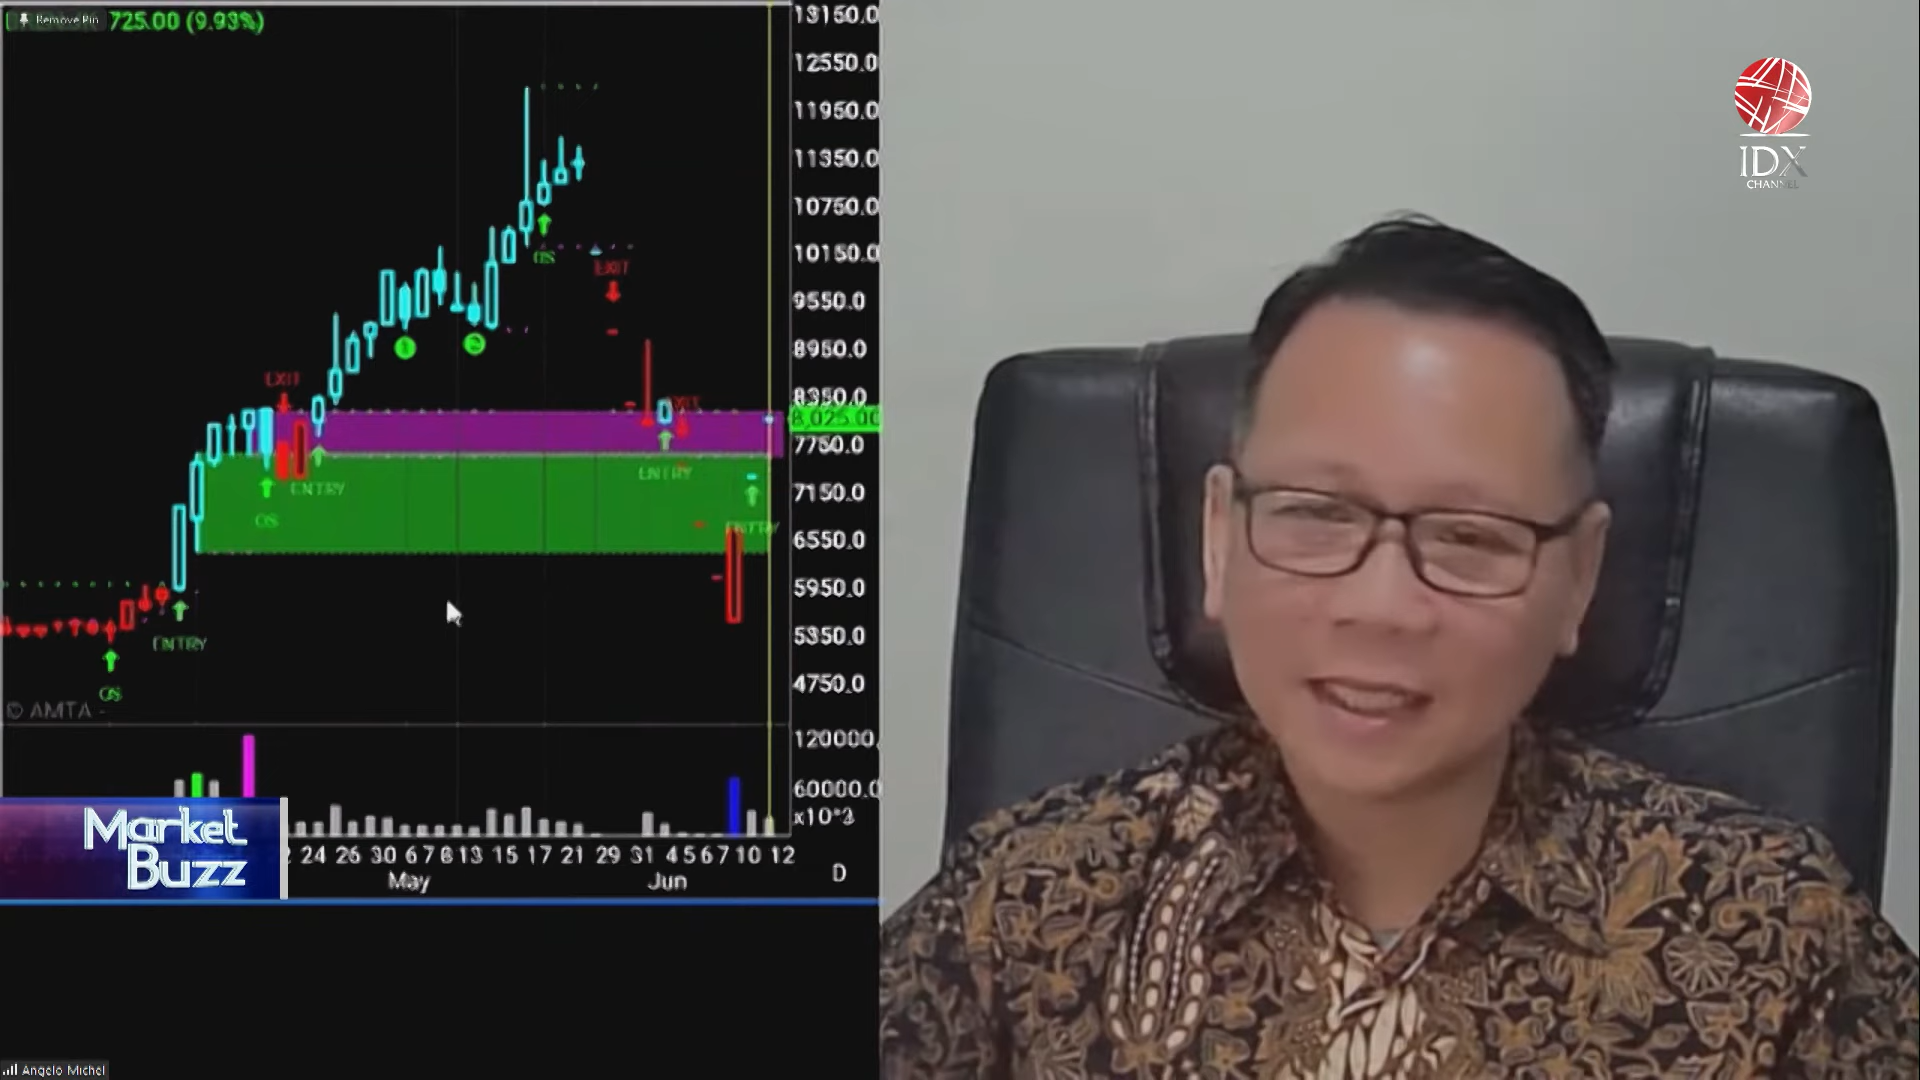 Remove Pin
725.00 (9.93%)
13150.0
12550.0
11950.0
11350.0
10750.0
10150.0
9550.0
8950.0
8350.0
8,025.00
7750.0
7150.0
6550.0
5950.0
5350.0
4750.0
OS
EXIT
EXIT
EXIT
ENTRY
ENTRY
OS
ENTRY
ENTRY
OS
© AMTA -
120000.
60000.0
x10^2
24 26 30 6 7 8 13 15 17 21 29 31 4 5 6 7 10 12
May
Jun
D
Market
Buzz
Angelo Michel
IDX
CHANNEL